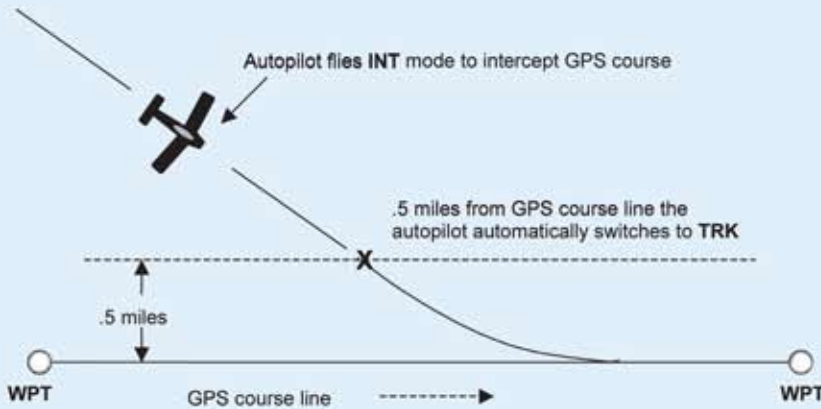 Autopilot flies INT mode to intercept GPS course
.5 miles from GPS course line the
autopilot automatically switches to TRK
X
.5 miles
WPT
WPT
GPS course line